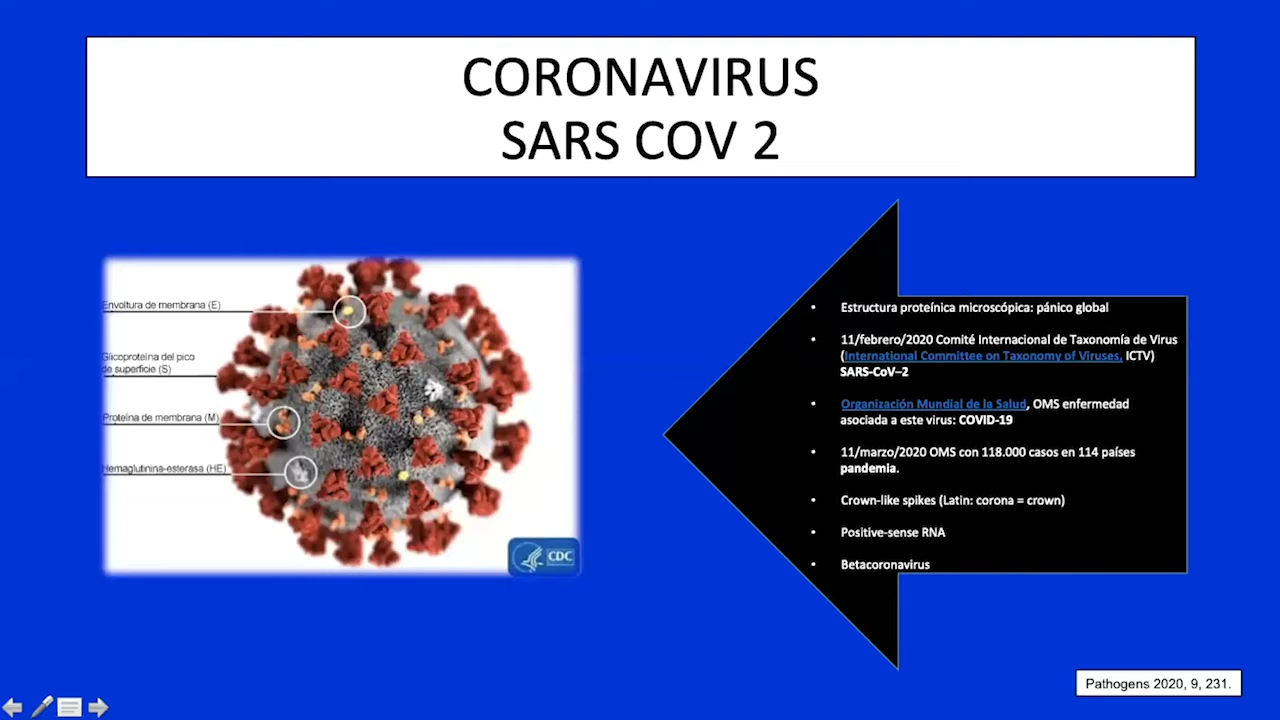 CORONAVIRUS
SARS COV 2
Envoltura de membrana (E)
Glicoproteína del pico
de superficie (S)
Proteína de membrana (M)
Hemaglutinina-esterasa (HE)
CDC
• Estructura proteínica microscópica: pánico global
• 11/febrero/2020 Comité Internacional de Taxonomía de Virus
(International Committee on Taxonomy of Viruses, ICTV)
SARS-CoV–2
• Organización Mundial de la Salud, OMS enfermedad
asociada a este virus: COVID-19
• 11/marzo/2020 OMS con 118.000 casos en 114 países
pandemia.
• Crown-like spikes (Latin: corona = crown)
• Positive-sense RNA
• Betacoronavirus
Pathogens 2020, 9, 231.